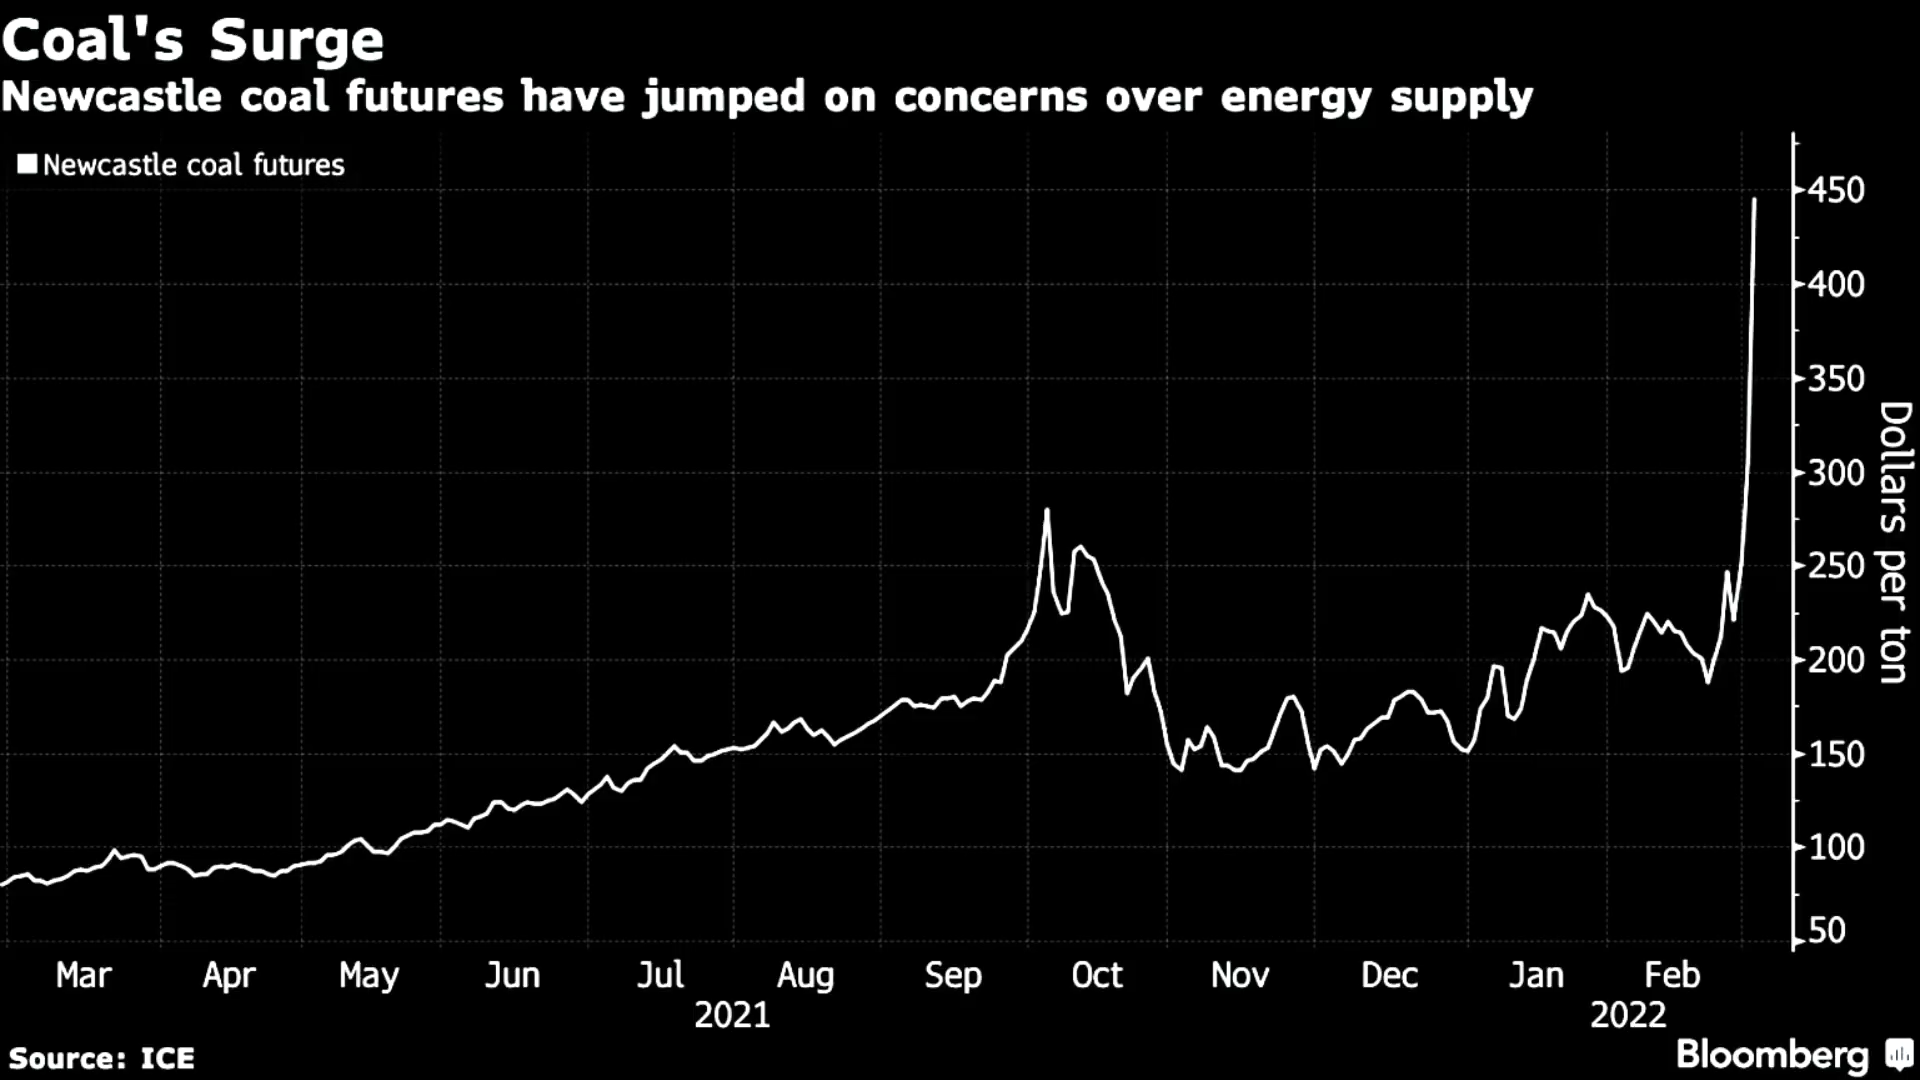 Coal's Surge
Newcastle coal futures have jumped on concerns over energy supply
Newcastle coal futures
450
400
350
300
250
200
150
100
50
Dollars per ton
Mar Apr May Jun Jul Aug Sep Oct Nov Dec Jan Feb
2021 2022
Source: ICE
Bloomberg